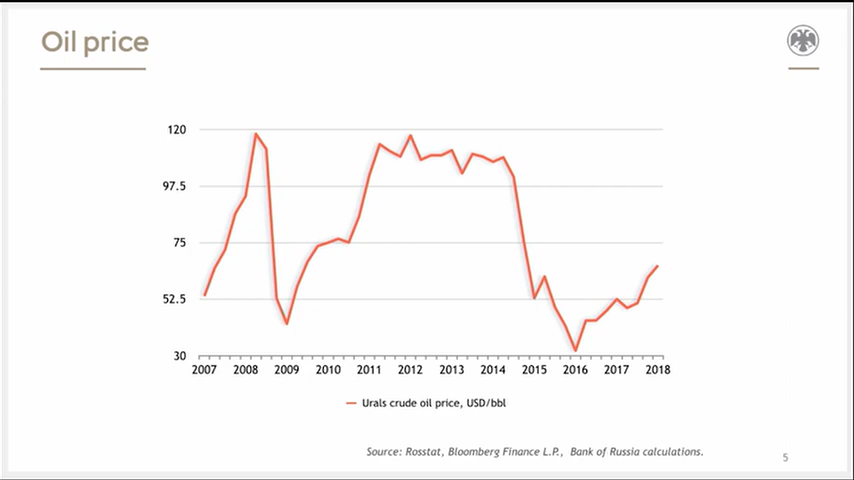 Oil price
120
97.5
75
52.5
30
2007 2008 2009 2010 2011 2012 2013 2014 2015 2016 2017 2018
Urals crude oil price, USD/bbl
Source: Rosstat, Bloomberg Finance L.P., Bank of Russia calculations.
5